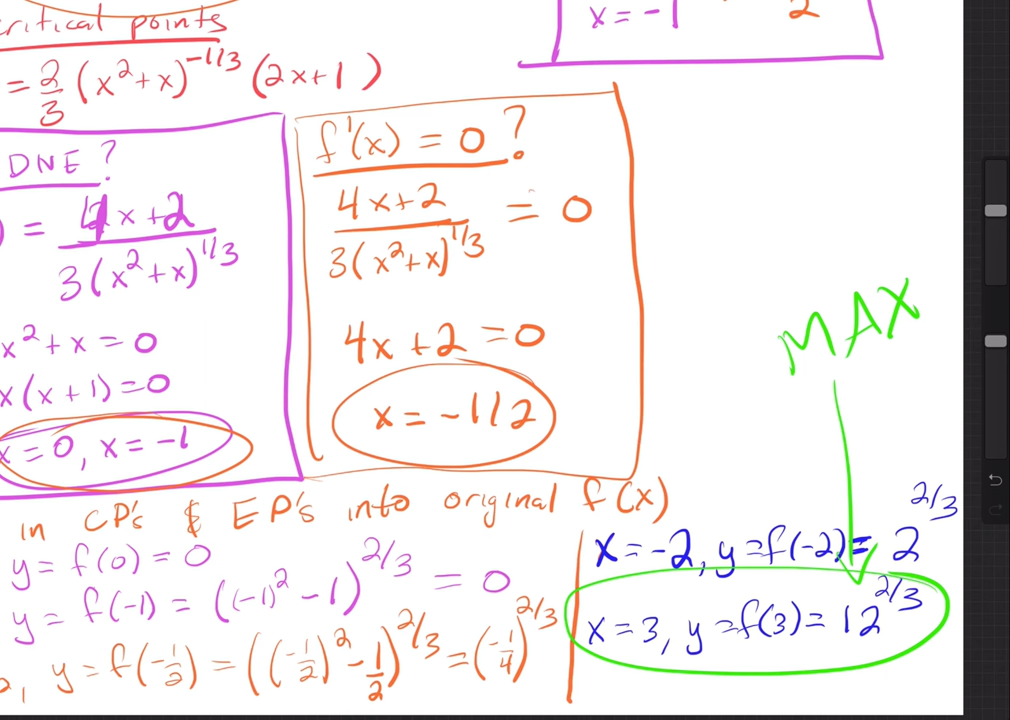 critical points
= 2/3 (x²+x)^-1/3 (2x+1)
x = -1
2
DNE ?
) = 4x+2 / 3(x²+x)^1/3
x²+x=0
x(x+1)=0
x=0, x=-1
f'(x) = 0 ?
4x+2 / 3(x²+x)^1/3 = 0
4x+2=0
x = -1/2
MAX
in CP's & EP's into original f(x)
y = f(0) = 0
y = f(-1) = ((-1)²-1)^2/3 = 0
2, y = f(-1/2) = ((-1/2)²-1/2)^2/3 = (-1/4)^2/3
x=-2, y=f(-2)= 2^2/3
x=3, y=f(3)= 12^2/3